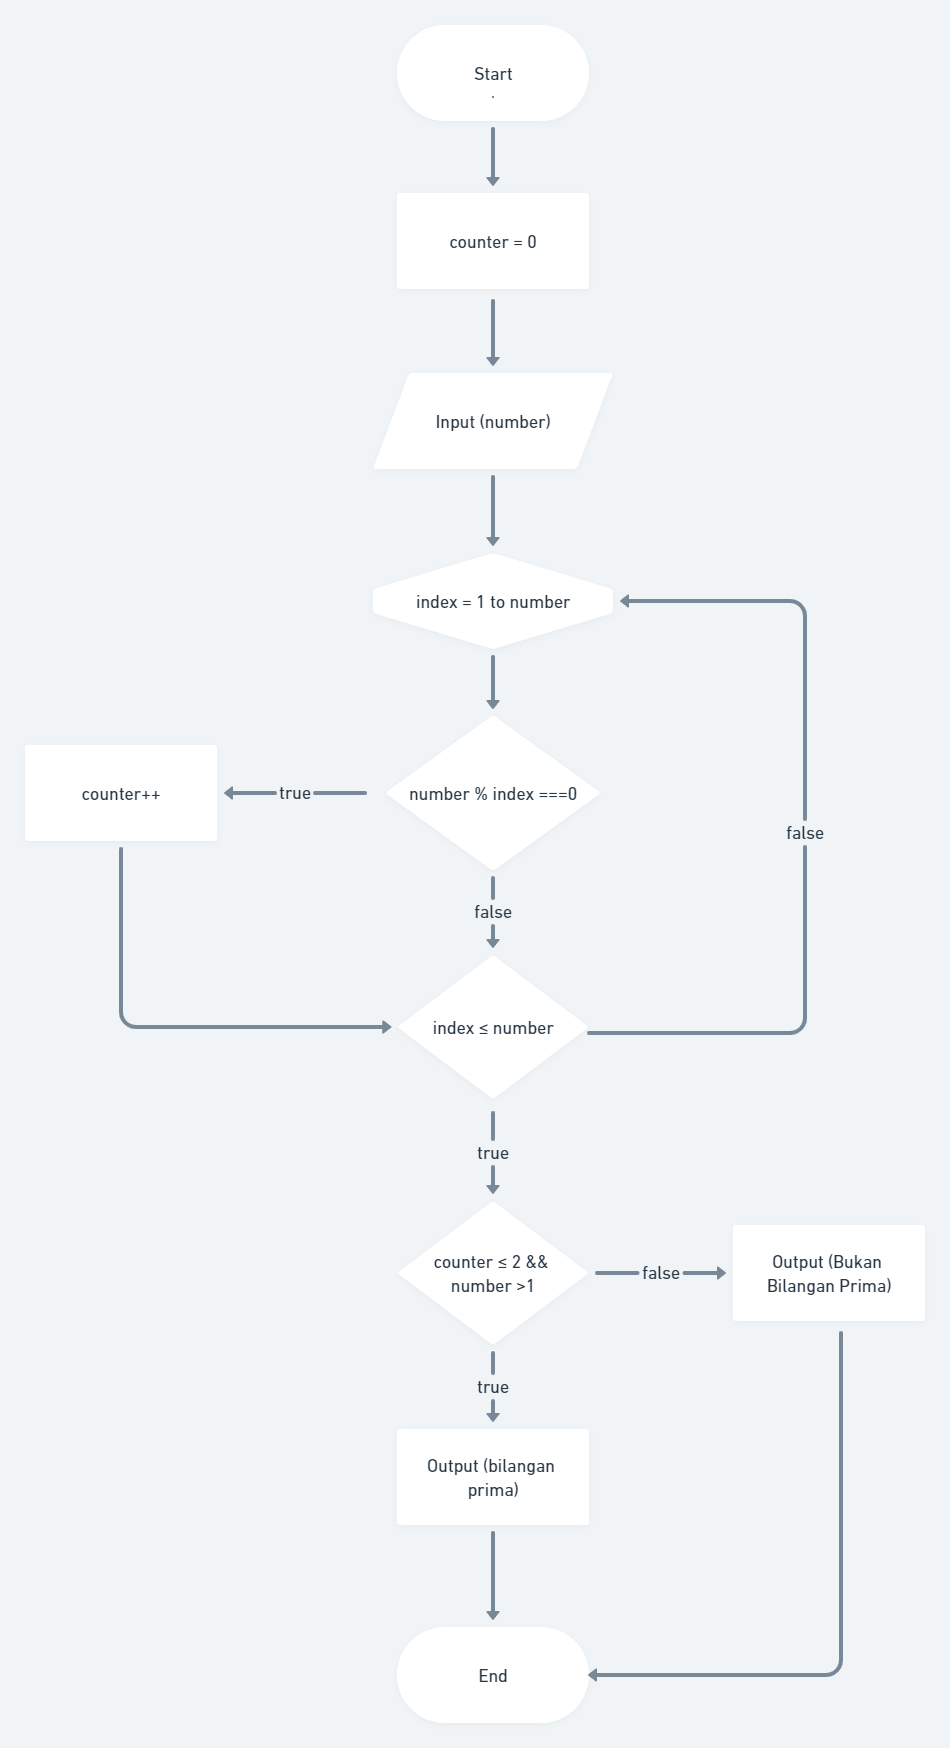 Start
.
counter = 0
Input (number)
index = 1 to number
number % index ===0
true
counter++
false
false
index ≤ number
true
counter ≤ 2 &&
number >1
false
Output (Bukan
Bilangan Prima)
true
Output (bilangan
prima)
End